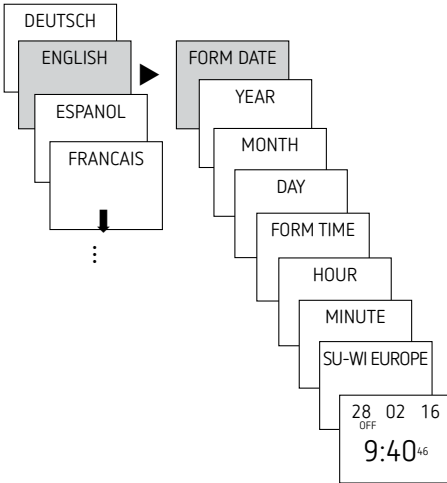 DEUTSCH
ENGLISH
ESPANOL
FRANCAIS
⋮
FORM DATE
YEAR
MONTH
DAY
FORM TIME
HOUR
MINUTE
SU-WI EUROPE
28 02 16
OFF
9:40 46